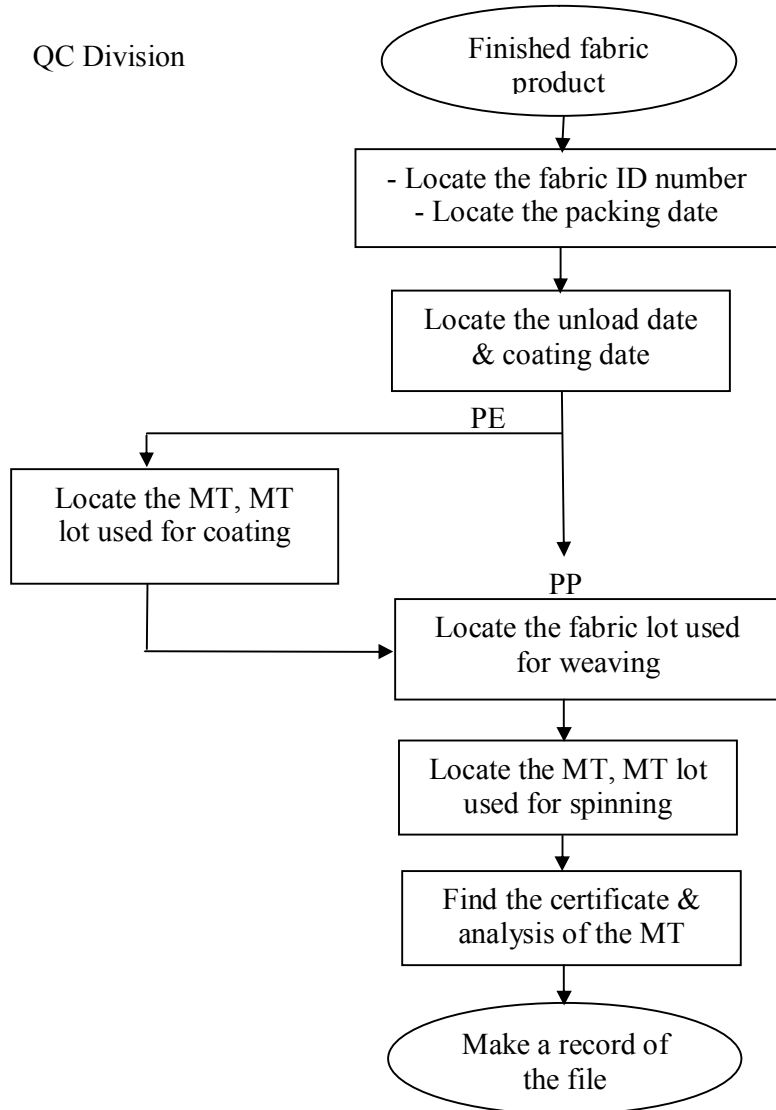 QC Division
Finished fabric
product
- Locate the fabric ID number
- Locate the packing date
Locate the unload date
& coating date
PE
Locate the MT, MT
lot used for coating
PP
Locate the fabric lot used
for weaving
Locate the MT, MT lot
used for spinning
Find the certificate &
analysis of the MT
Make a record of
the file